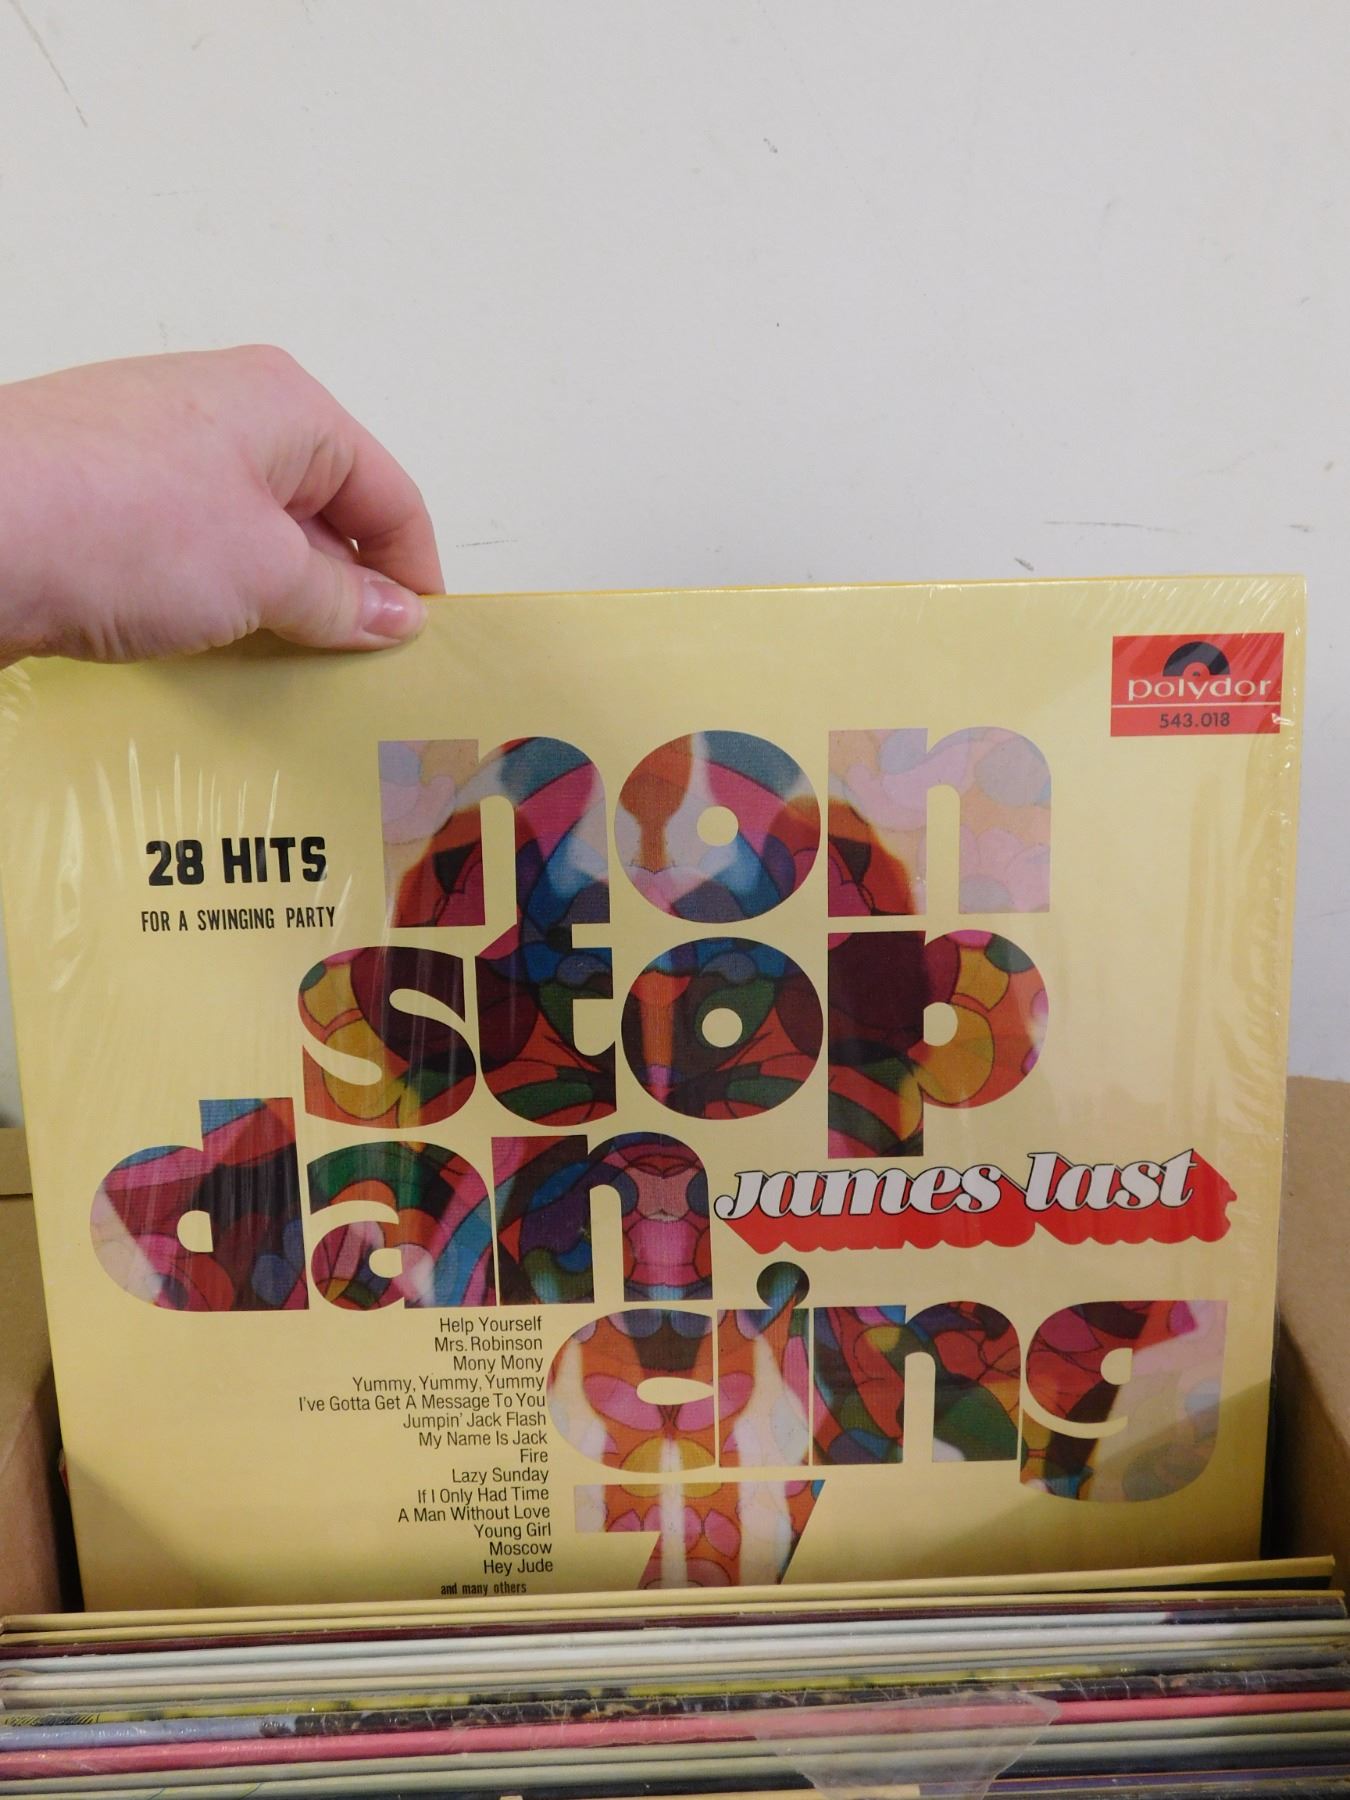 polydor
543.018
non
28 HITS
FOR A SWINGING PARTY
stop
dan
james last
cing
Help Yourself
Mrs. Robinson
Mony Mony
Yummy, Yummy, Yummy
I've Gotta Get A Message To You
Jumpin' Jack Flash
My Name Is Jack
Fire
Lazy Sunday
If I Only Had Time
A Man Without Love
Young Girl
Moscow
Hey Jude
and many others
7